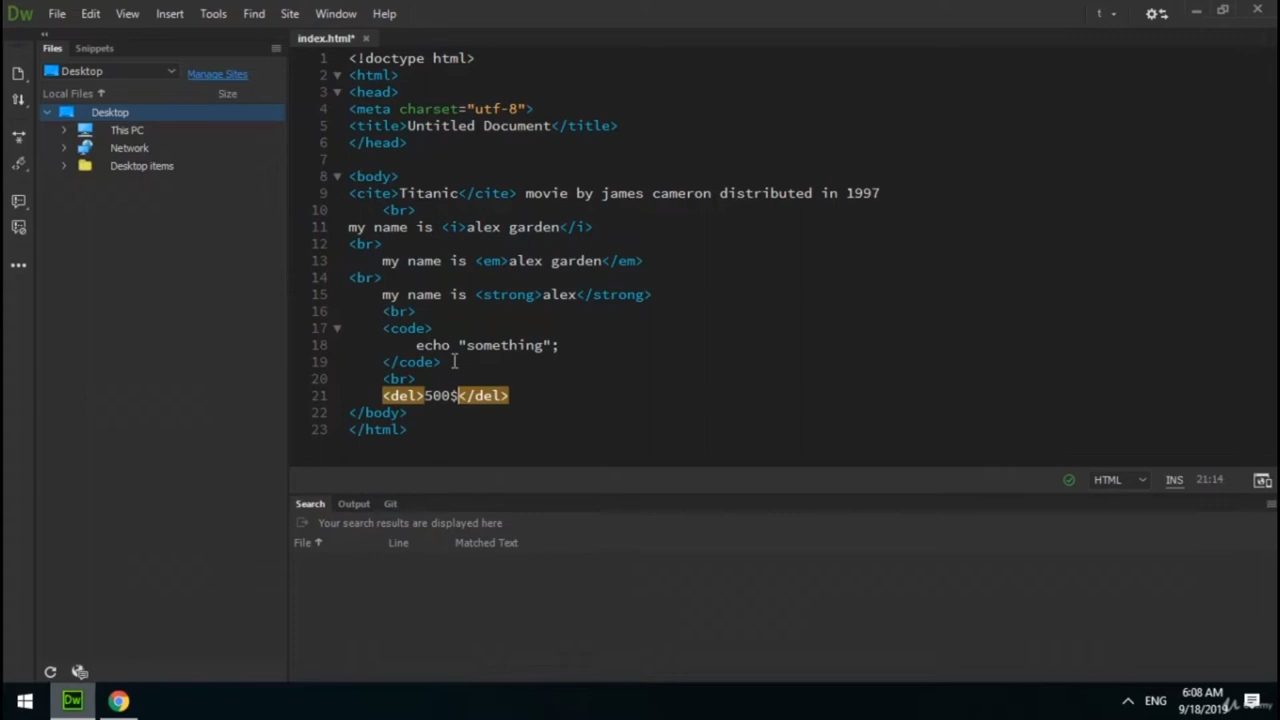 Dw File Edit View Insert Tools Find Site Window Help t
Files Snippets
index.html*
Desktop Manage Sites
Local Files Size
Desktop
This PC
Network
Desktop items
1 <!doctype html>
2 <html>
3 <head>
4 <meta charset="utf-8">
5 <title>Untitled Document</title>
6 </head>
7
8 <body>
9 <cite>Titanic</cite> movie by james cameron distributed in 1997
10 <br>
11 my name is <i>alex garden</i>
12 <br>
13 my name is <em>alex garden</em>
14 <br>
15 my name is <strong>alex</strong>
16 <br>
17 <code>
18 echo "something";
19 </code>
20 <br>
21 <del>500$</del>
22 </body>
23 </html>
HTML INS 21:14
Search Output Git
Your search results are displayed here
File Line Matched Text
Dw ENG 6:08 AM
9/18/2019